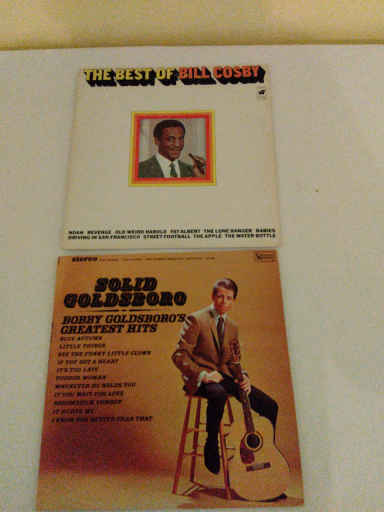 THE BEST OF BILL COSBY
NOAH REVENGE OLD WEIRD HAROLD FAT ALBERT THE LONE RANGER BABIES
DRIVING IN SAN FRANCISCO STREET FOOTBALL THE APPLE THE WATER BOTTLE
stereo
SOLID
GOLDSBORO
BOBBY GOLDSBORO'S
GREATEST HITS
BLUE AUTUMN
LITTLE THINGS
SEE THE FUNNY LITTLE CLOWN
IF YOU'VE GOT A HEART
IT'S TOO LATE
VOODOO WOMAN
WHENEVER HE HOLDS YOU
IF YOU WAIT FOR LOVE
BROOMSTICK COWBOY
IT HURTS ME
I KNOW YOU BETTER THAN THAT